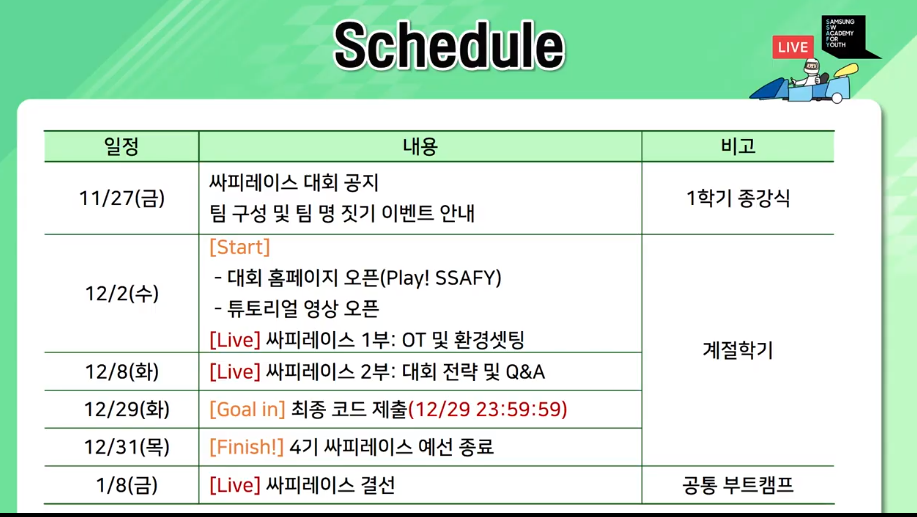 Schedule
LIVE
SAMSUNG
SW
ACADEMY
FOR
YOUTH
일정 내용 비고
11/27(금) 싸피레이스 대회 공지
팀 구성 및 팀 명 짓기 이벤트 안내
1학기 종강식
12/2(수) [Start]
- 대회 홈페이지 오픈(Play! SSAFY)
- 튜토리얼 영상 오픈
[Live] 싸피레이스 1부: OT 및 환경셋팅
계절학기
12/8(화) [Live] 싸피레이스 2부: 대회 전략 및 Q&A
12/29(화) [Goal in] 최종 코드 제출(12/29 23:59:59)
12/31(목) [Finish!] 4기 싸피레이스 예선 종료
1/8(금) [Live] 싸피레이스 결선 공통 부트캠프